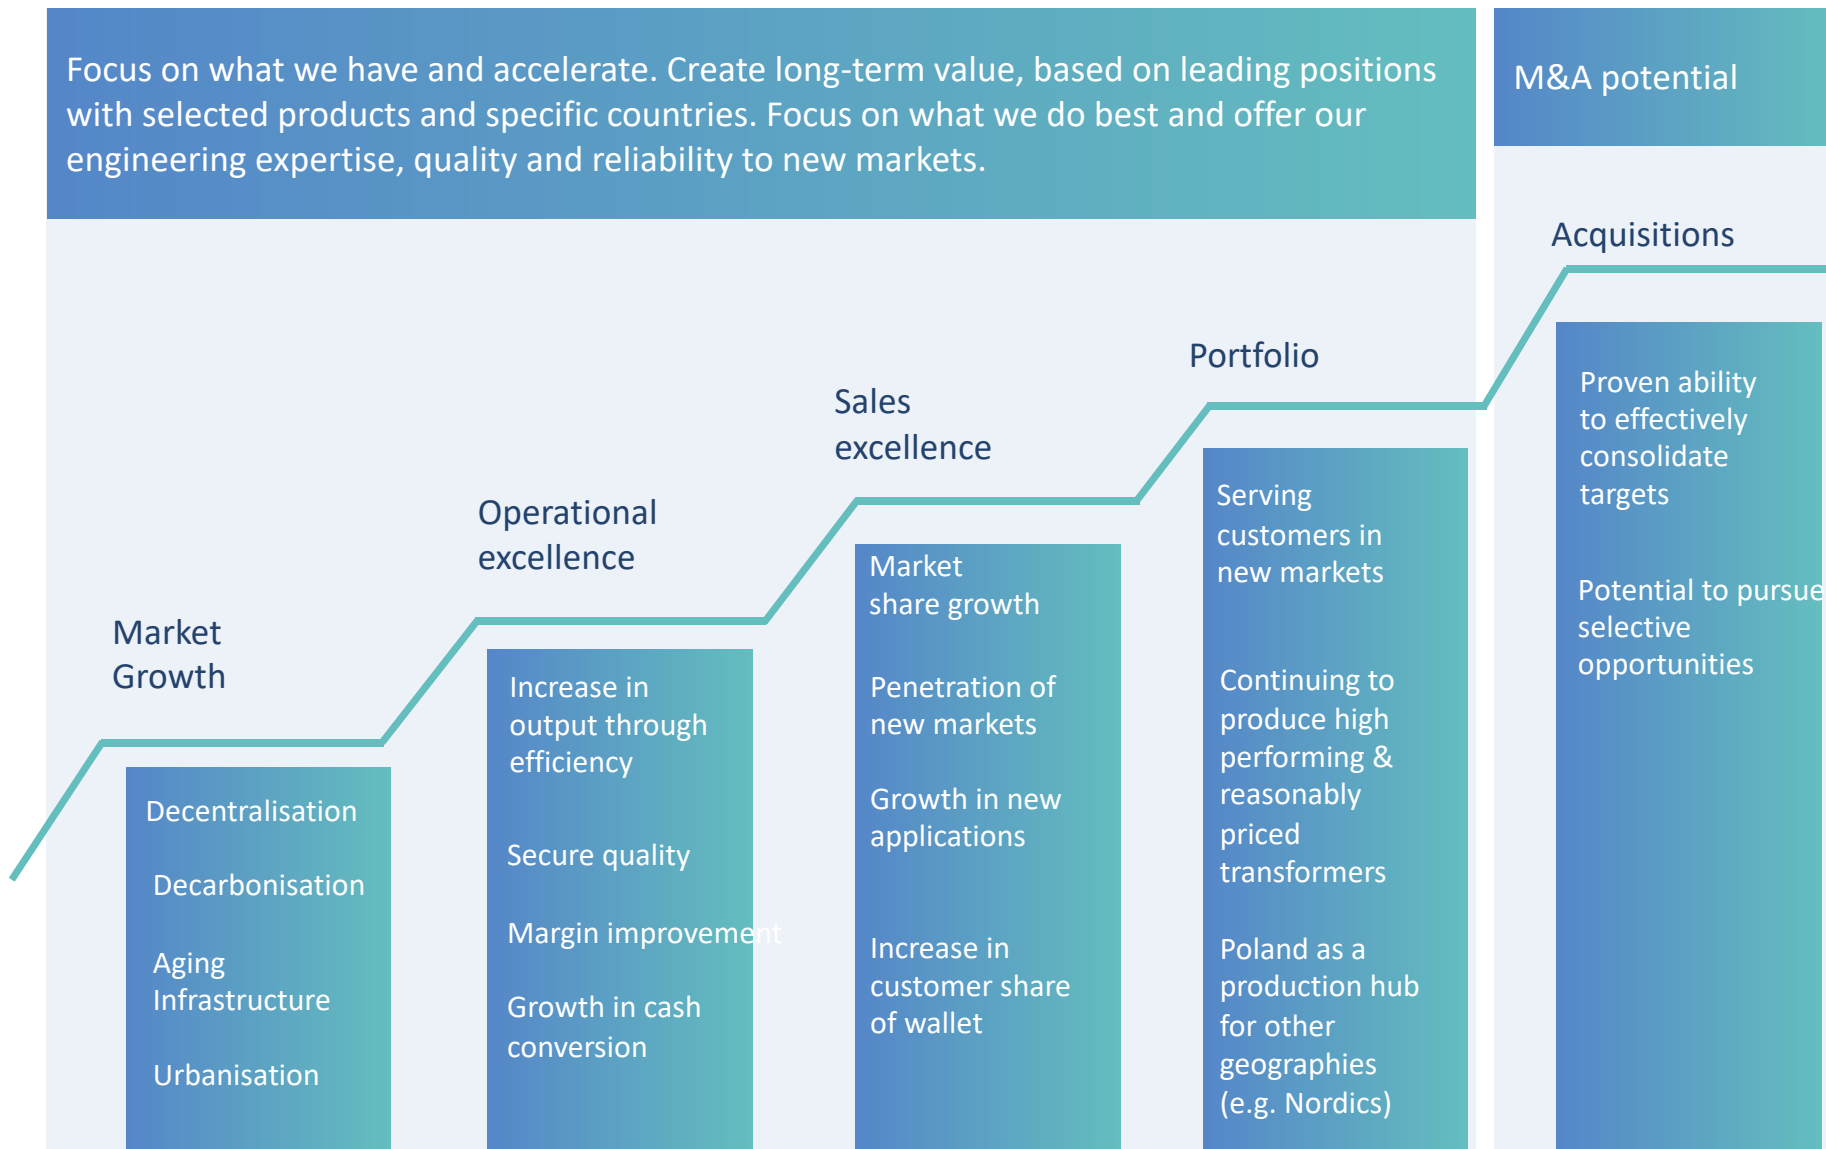 Focus on what we have and accelerate. Create long-term value, based on leading positions
with selected products and specific countries. Focus on what we do best and offer our
engineering expertise, quality and reliability to new markets.
M&A potential
Market
Growth
Decentralisation
Decarbonisation
Aging
Infrastructure
Urbanisation
Operational
excellence
Increase in
output through
efficiency
Secure quality
Margin improvement
Growth in cash
conversion
Sales
excellence
Market
share growth
Penetration of
new markets
Growth in new
applications
Increase in
customer share
of wallet
Portfolio
Serving
customers in
new markets
Continuing to
produce high
performing &
reasonably
priced
transformers
Poland as a
production hub
for other
geographies
(e.g. Nordics)
Acquisitions
Proven ability
to effectively
consolidate
targets
Potential to pursue
selective
opportunities